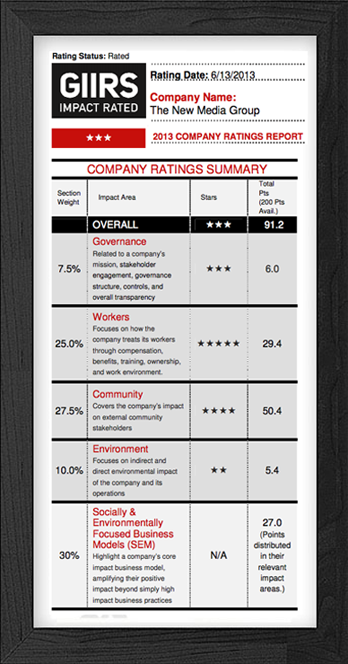 Rating Status: Rated
GIIRS
IMPACT RATED
Rating Date: 6/13/2013
Company Name:
The New Media Group
★★★
2013 COMPANY RATINGS REPORT
COMPANY RATINGS SUMMARY
Section
Weight
Impact Area
Stars
Total
Pts
(200 Pts
Avail.)
OVERALL
★★★
91.2
7.5%
Governance
Related to a company's
mission, stakeholder
engagement, governance
structure, controls, and
overall transparency
★★★
6.0
25.0%
Workers
Focuses on how the
company treats its workers
through compensation,
benefits, training, ownership,
and work environment.
★★★★★
29.4
27.5%
Community
Covers the company's impact
on external community
stakeholders
★★★★
50.4
10.0%
Environment
Focuses on indirect and
direct environmental impact
of the company and its
operations
★★
5.4
30%
Socially &
Environmentally
Focused Business
Models (SEM)
Highlight a company's core
impact business model,
amplifying their positive
impact beyond simply high
impact business practices
N/A
27.0
(Points
distributed
in their
relevant
impact
areas.)